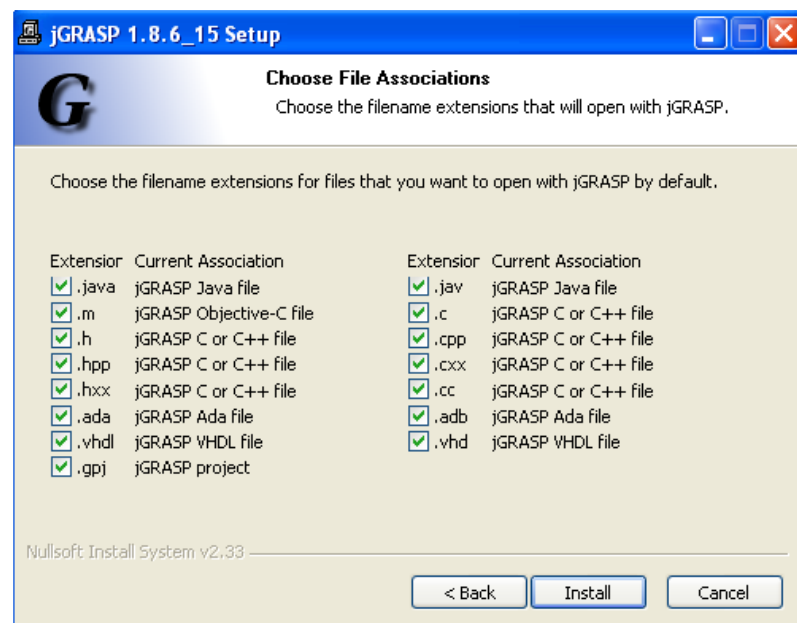 jGRASP 1.8.6_15 Setup
G
Choose File Associations
Choose the filename extensions that will open with jGRASP.
Choose the filename extensions for files that you want to open with jGRASP by default.
Extension Current Association Extension Current Association
.java jGRASP Java file .jav jGRASP Java file
.m jGRASP Objective-C file .c jGRASP C or C++ file
.h jGRASP C or C++ file .cpp jGRASP C or C++ file
.hpp jGRASP C or C++ file .cxx jGRASP C or C++ file
.hxx jGRASP C or C++ file .cc jGRASP C or C++ file
.ada jGRASP Ada file .adb jGRASP Ada file
.vhdl jGRASP VHDL file .vhd jGRASP VHDL file
.gpj jGRASP project
Nullsoft Install System v2.33
< Back Install Cancel